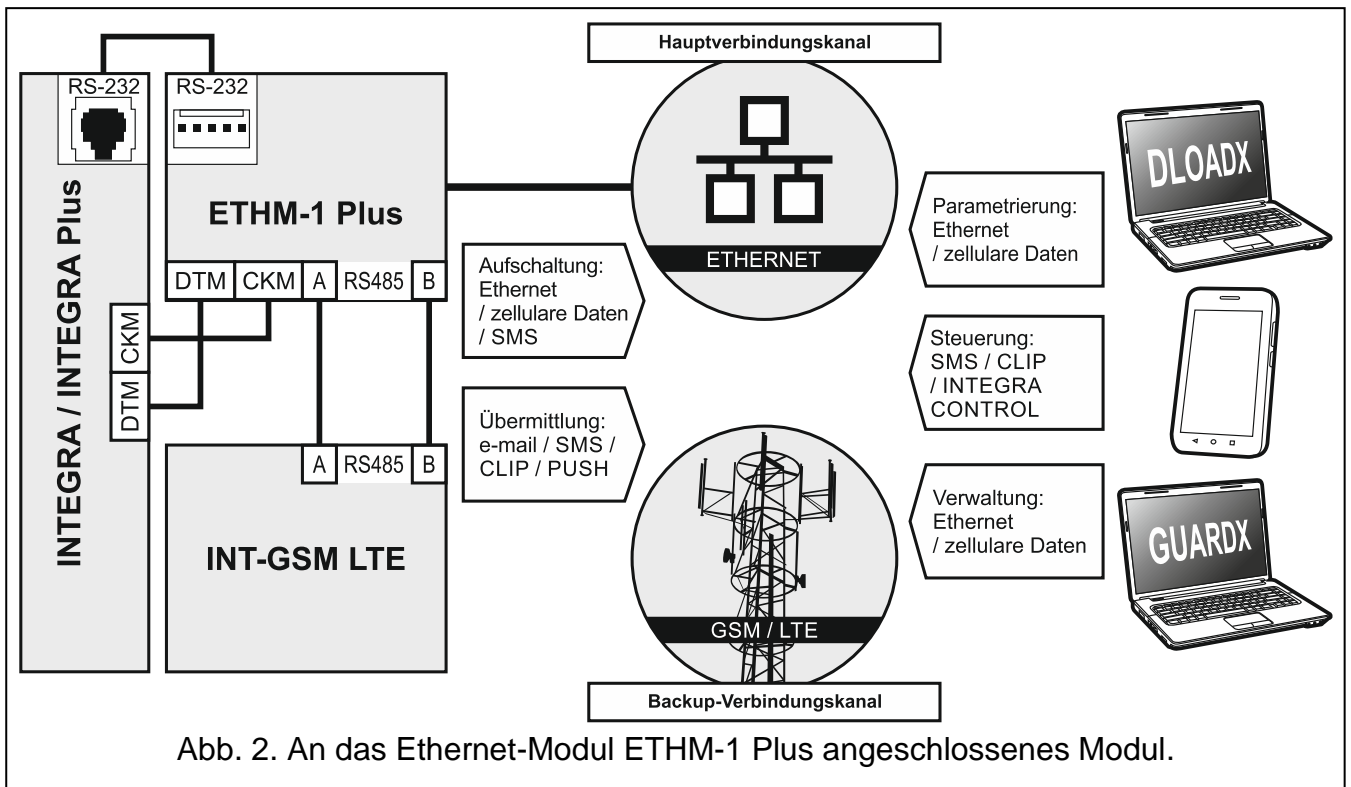 Hauptverbindungskanal
RS-232
RS-232
INTEGRA / INTEGRA Plus
ETHM-1 Plus
DTM
CKM
A
RS485
B
CKM
DTM
A
RS485
B
INT-GSM LTE
ETHERNET
Aufschaltung:
Ethernet
/ zellulare Daten
/ SMS
Übermittlung:
e-mail / SMS /
CLIP / PUSH
GSM / LTE
Backup-Verbindungskanal
Parametrierung:
Ethernet
/ zellulare Daten
Steuerung:
SMS / CLIP
/ INTEGRA
CONTROL
Verwaltung:
Ethernet
/ zellulare Daten
DLOADX
GUARDX
Abb. 2. An das Ethernet-Modul ETHM-1 Plus angeschlossenes Modul.